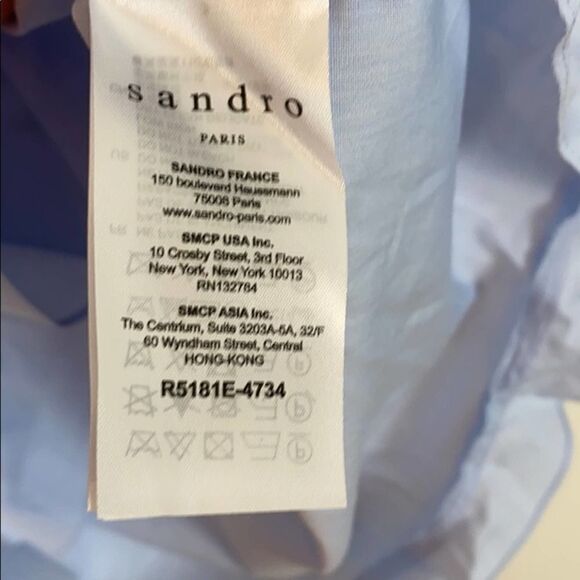 sandro
PARIS
SANDRO FRANCE
150 boulevard Haussmann
75008 Paris
www.sandro-paris.com
SMCP USA Inc.
10 Crosby Street, 3rd Floor
New York, New York 10013
RN132784
SMCP ASIA Inc.
The Centrium, Suite 3203A-5A, 32/F
60 Wyndham Street, Central
HONG-KONG
R5181E-4734